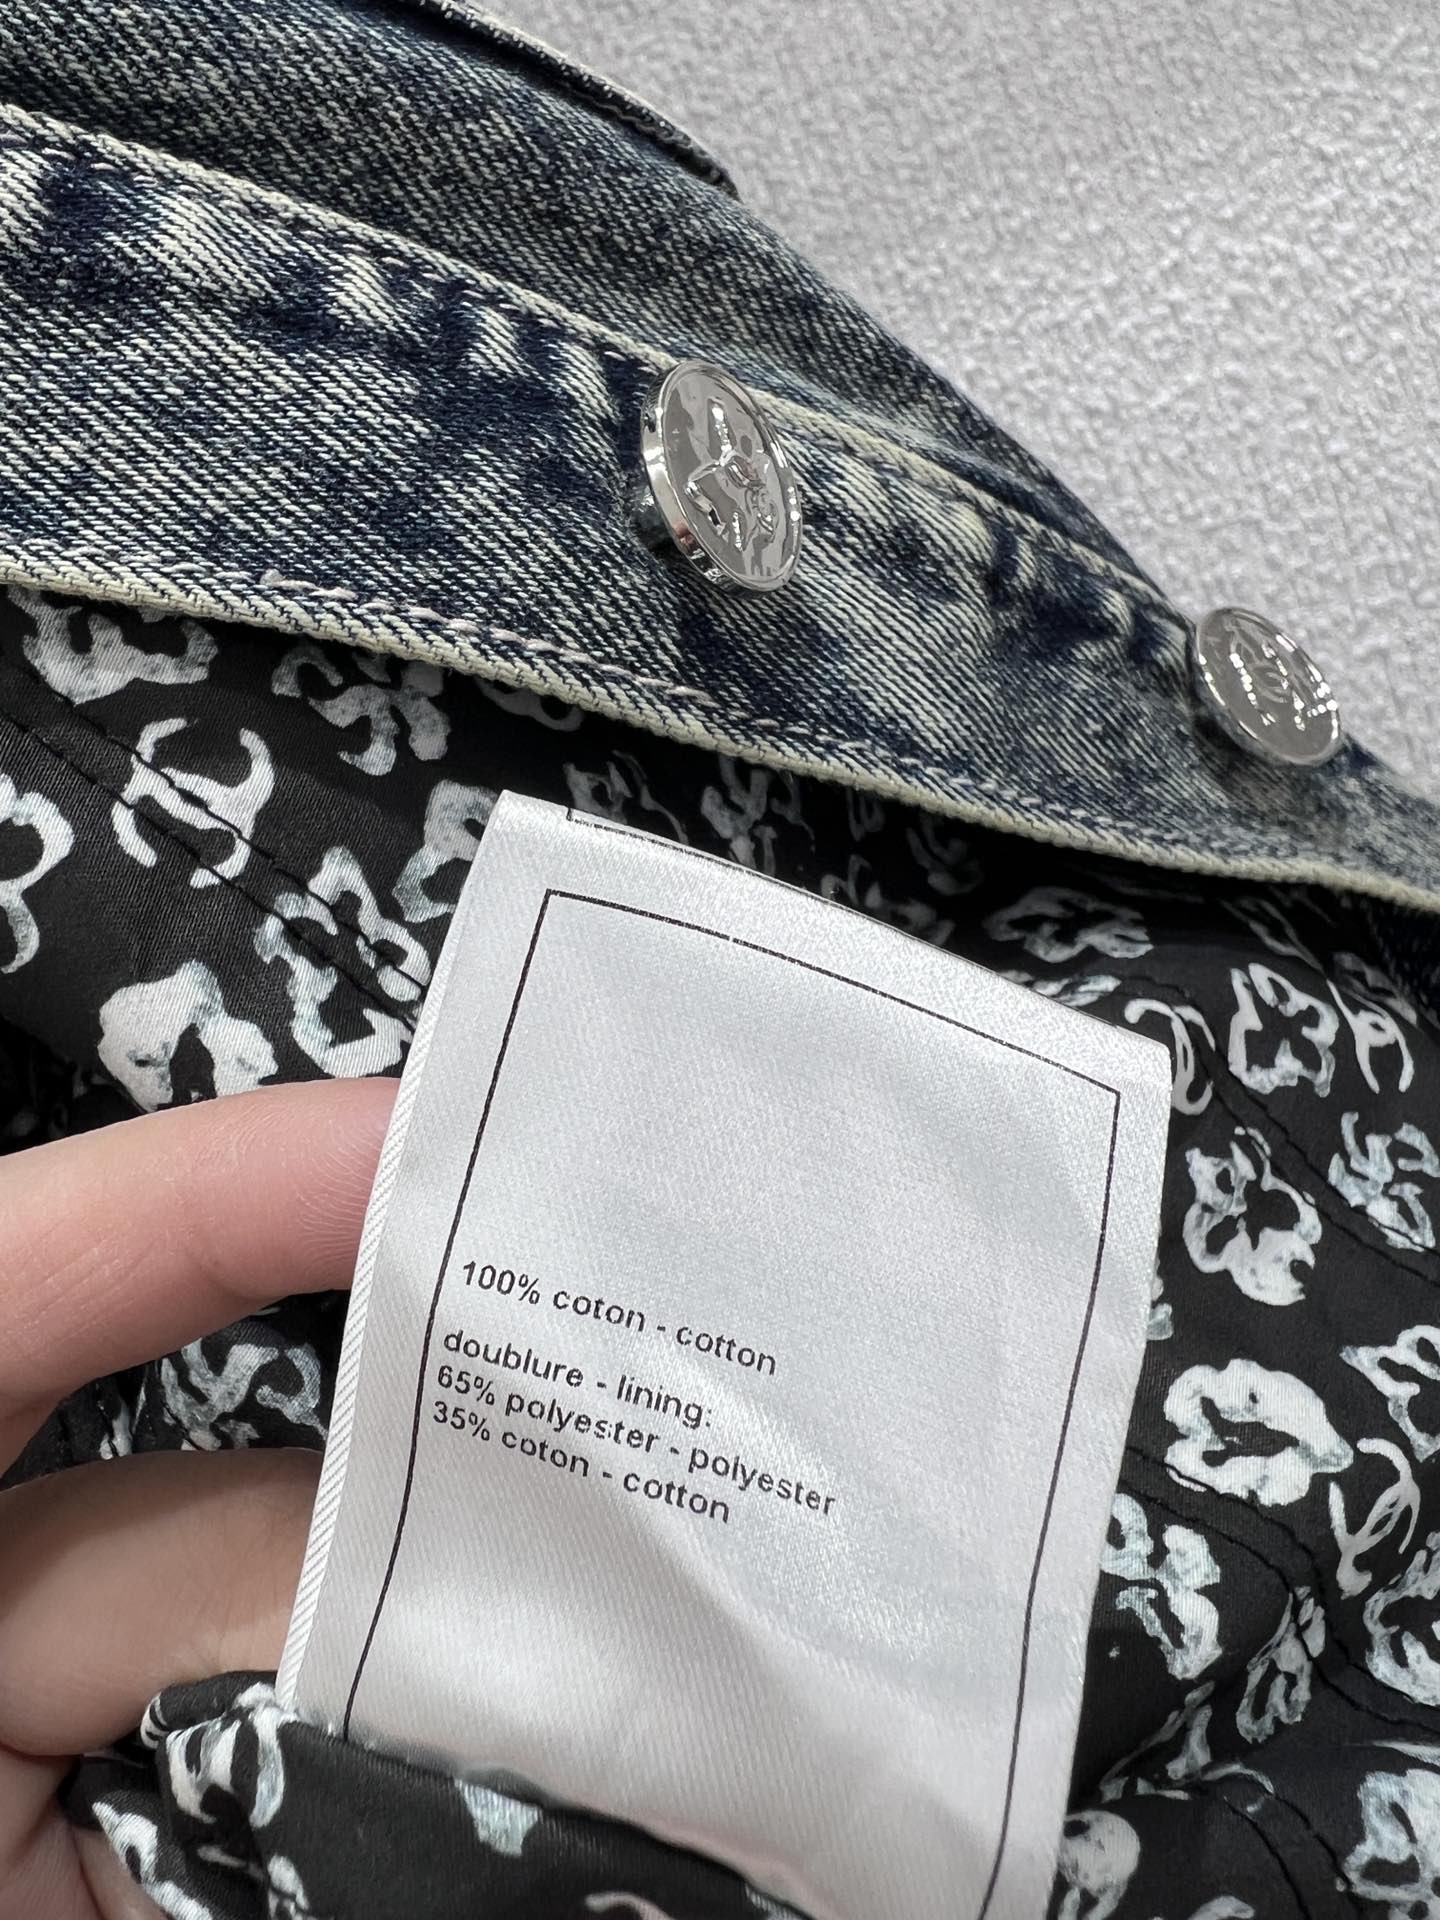 100% coton - cotton
doublure - lining:
65% polyester - polyester
35% coton - cotton